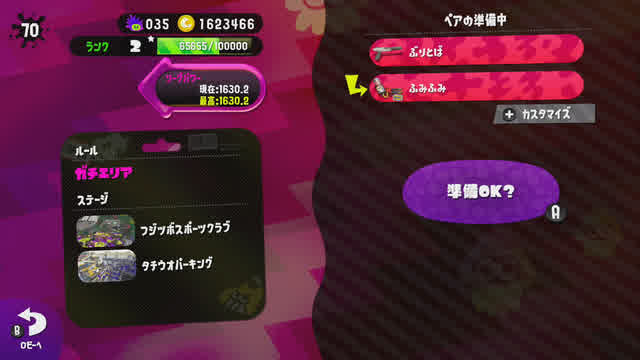 70
035
1623466
ランク 2 65655/100000
リーグパワー
現在:1630.2
最高:1630.2
ルール
ガチエリア
ステージ
フジツボスポーツクラブ
タチウオパーキング
B
ロビーへ
ペアの準備中
ぷりとば
ふみふみ
+ カスタマイズ
準備OK?
A